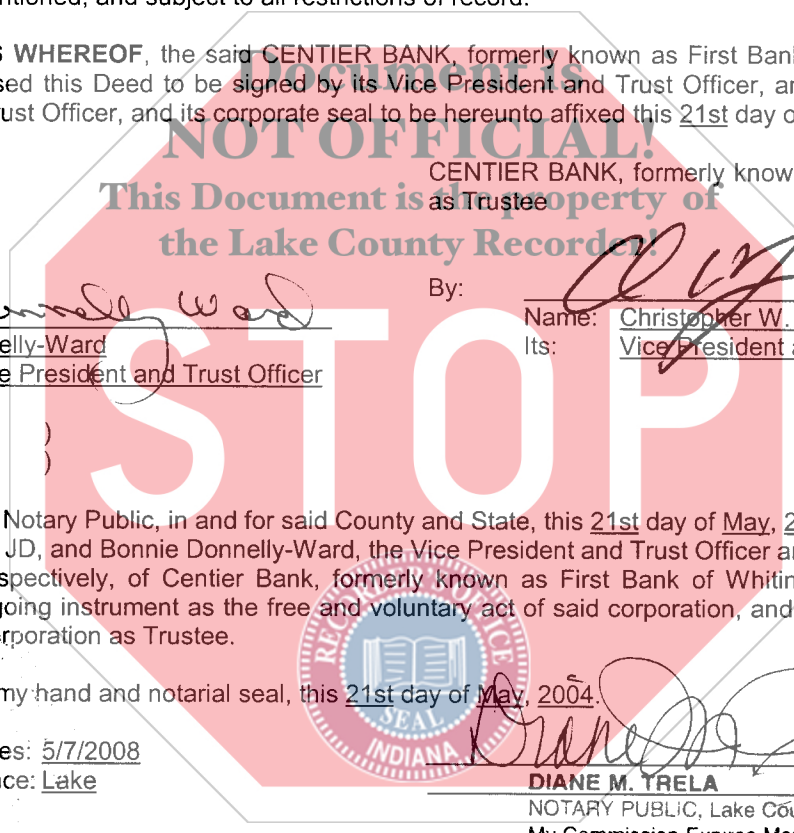 ntioned, and subject to all restrictions of record.
S WHEREOF, the said CENTIER BANK, formerly known as First Ban
sed this Deed to be signed by its Vice President and Trust Officer, an
rust Officer, and its corporate seal to be hereunto affixed this 21st day o
Document is
NOT OFFICIAL!
This Document is the property of
the Lake County Recorder!
CENTIER BANK, formerly know
as Trustee
By:
nnelly Ward
Name: Christopher W.
elly-Ward
Its: Vice President a
e President and Trust Officer
)
)
STOP
Notary Public, in and for said County and State, this 21st day of May, 2
JD, and Bonnie Donnelly-Ward, the Vice President and Trust Officer an
spectively, of Centier Bank, formerly known as First Bank of Whitin
going instrument as the free and voluntary act of said corporation, and
rporation as Trustee.
my hand and notarial seal, this 21st day of May, 2004.
SEAL
INDIANA
es: 5/7/2008
nce: Lake
Diane
DIANE M. TRELA
NOTARY PUBLIC, Lake Cou